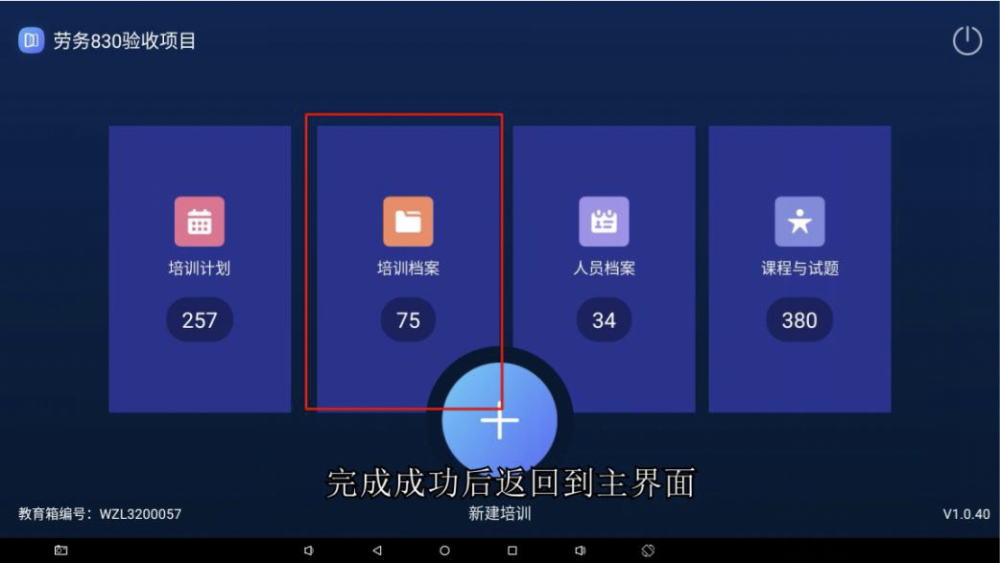 劳务830验收项目
培训计划
257
培训档案
75
人员档案
34
课程与试题
380
完成成功后返回到主界面
教育箱编号：WZL3200057
新建培训
V1.0.40